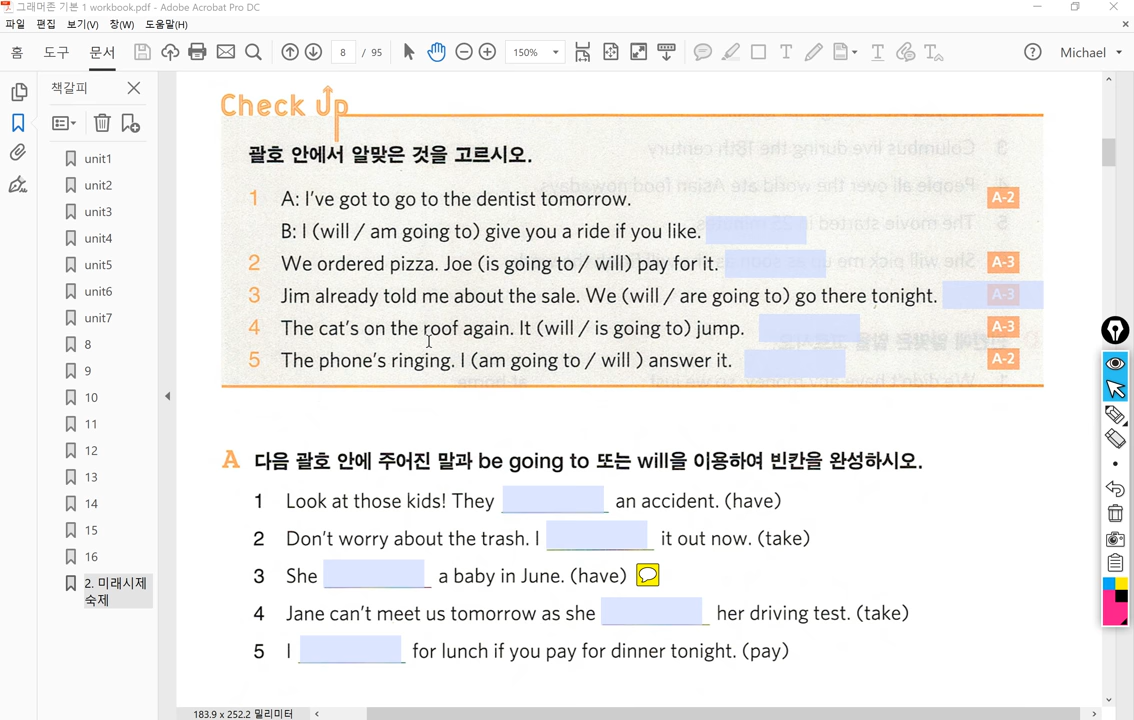 그래머존 기본 1 workbook.pdf - Adobe Acrobat Pro DC
파일 편집 보기(V) 창(W) 도움말(H)
홈 도구 문서 8 / 95 150% Michael
책갈피
unit1
unit2
unit3
unit4
unit5
unit6
unit7
8
9
10
11
12
13
14
15
16
2. 미래시제
숙제
Check Up
괄호 안에서 알맞은 것을 고르시오.
1 A: I've got to go to the dentist tomorrow. A-2
B: I (will / am going to) give you a ride if you like.
2 We ordered pizza. Joe (is going to / will) pay for it. A-3
3 Jim already told me about the sale. We (will / are going to) go there tonight. A-3
4 The cat's on the roof again. It (will / is going to) jump. A-3
5 The phone's ringing. I (am going to / will ) answer it. A-2
A 다음 괄호 안에 주어진 말과 be going to 또는 will을 이용하여 빈칸을 완성하시오.
1 Look at those kids! They an accident. (have)
2 Don't worry about the trash. I it out now. (take)
3 She a baby in June. (have)
4 Jane can't meet us tomorrow as she her driving test. (take)
5 I for lunch if you pay for dinner tonight. (pay)
183.9 x 252.2 밀리미터